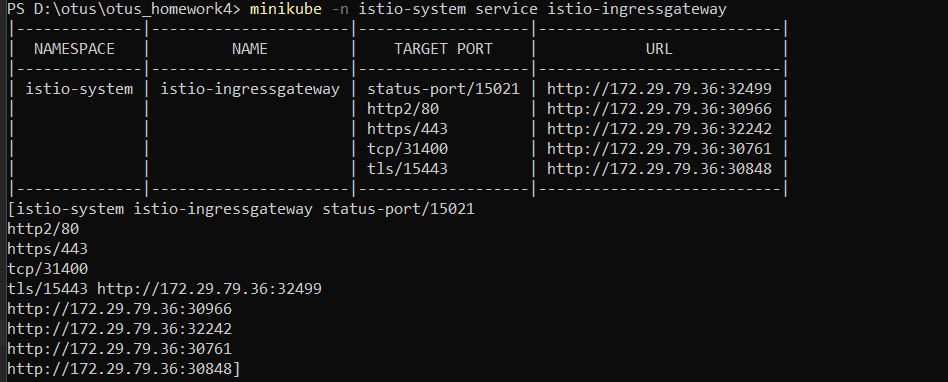 PS D:\otus\otus_homework4> minikube -n istio-system service istio-ingressgateway
|--------------|----------------------|-------------------|---------------------------|
|  NAMESPACE   |         NAME         |    TARGET PORT    |            URL            |
|--------------|----------------------|-------------------|---------------------------|
| istio-system | istio-ingressgateway | status-port/15021 | http://172.29.79.36:32499 |
|              |                      | http2/80          | http://172.29.79.36:30966 |
|              |                      | https/443         | http://172.29.79.36:32242 |
|              |                      | tcp/31400         | http://172.29.79.36:30761 |
|              |                      | tls/15443         | http://172.29.79.36:30848 |
|--------------|----------------------|-------------------|---------------------------|
[istio-system istio-ingressgateway status-port/15021
http2/80
https/443
tcp/31400
tls/15443 http://172.29.79.36:32499
http://172.29.79.36:30966
http://172.29.79.36:32242
http://172.29.79.36:30761
http://172.29.79.36:30848]